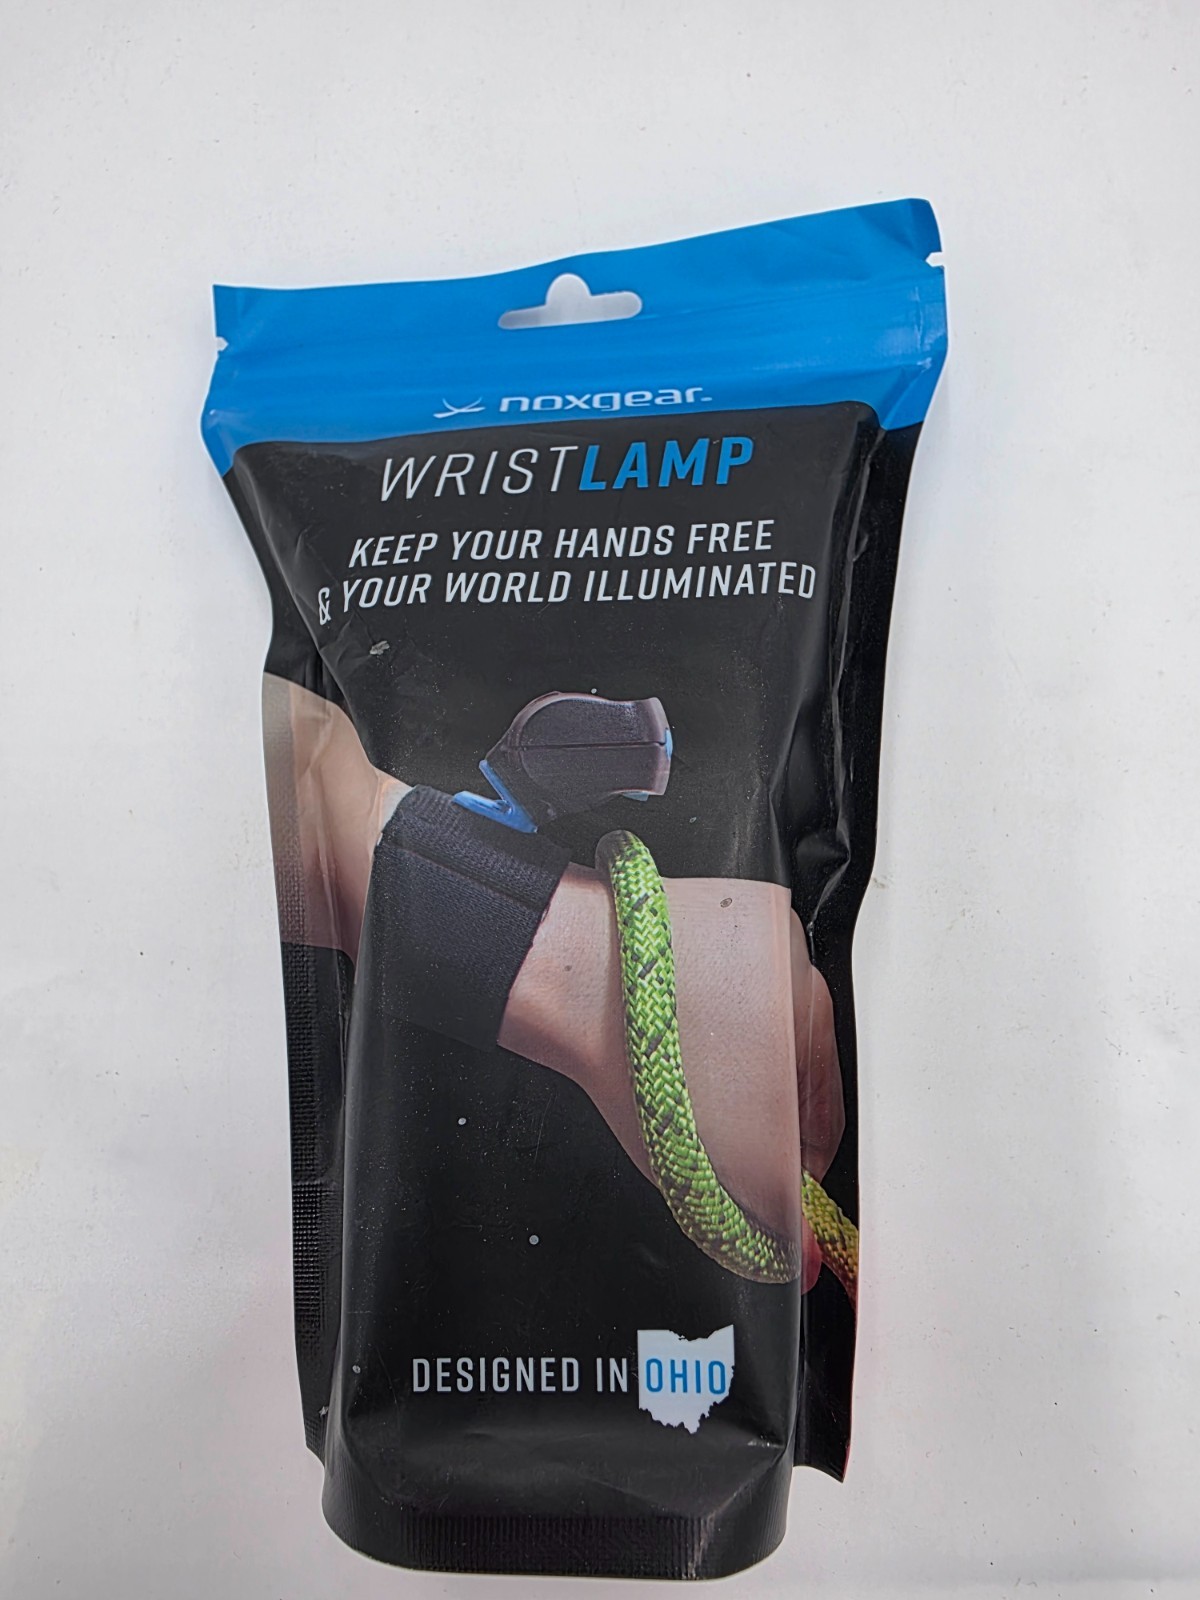 noxgear
WRISTLAMP
KEEP YOUR HANDS FREE
& YOUR WORLD ILLUMINATED
DESIGNED IN OHIO